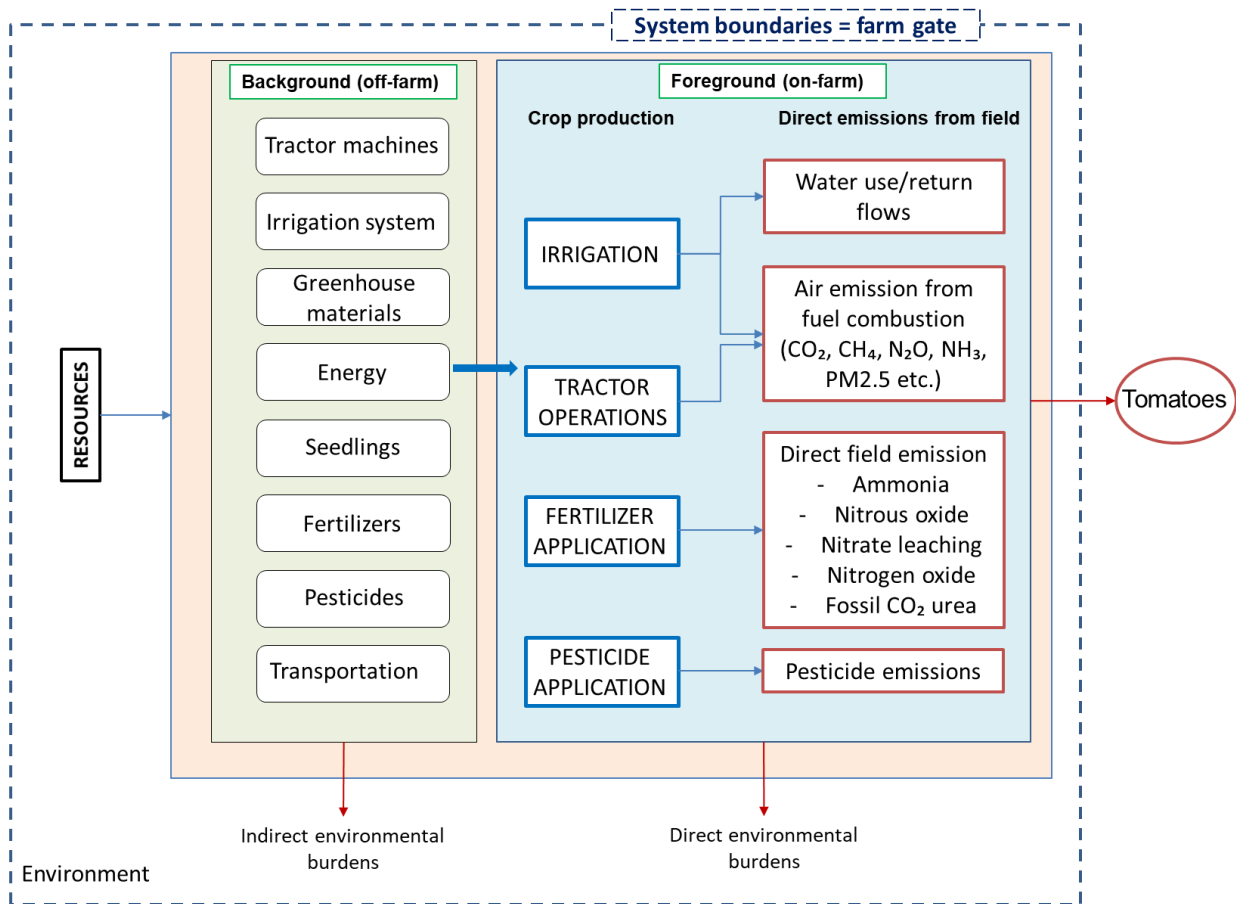 System boundaries = farm gate
Background (off-farm)
Tractor machines
Irrigation system
Greenhouse
materials
Energy
Seedlings
Fertilizers
Pesticides
Transportation
Foreground (on-farm)
Crop production
Direct emissions from field
IRRIGATION
TRACTOR
OPERATIONS
FERTILIZER
APPLICATION
PESTICIDE
APPLICATION
Water use/return
flows
Air emission from
fuel combustion
(CO₂, CH₄, N₂O, NH₃,
PM2.5 etc.)
Direct field emission
- Ammonia
- Nitrous oxide
- Nitrate leaching
- Nitrogen oxide
- Fossil CO₂ urea
Pesticide emissions
RESOURCES
Tomatoes
Indirect environmental
burdens
Direct environmental
burdens
Environment